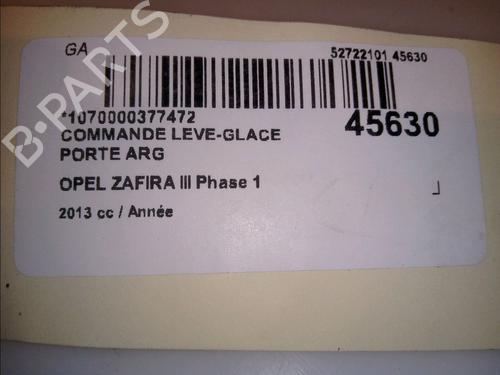 GA
52722101 45630
*1070000377472
45630
COMMANDE LEVE-GLACE
PORTE ARG
OPEL ZAFIRA III Phase 1
2013 cc / Année
B-PARTS